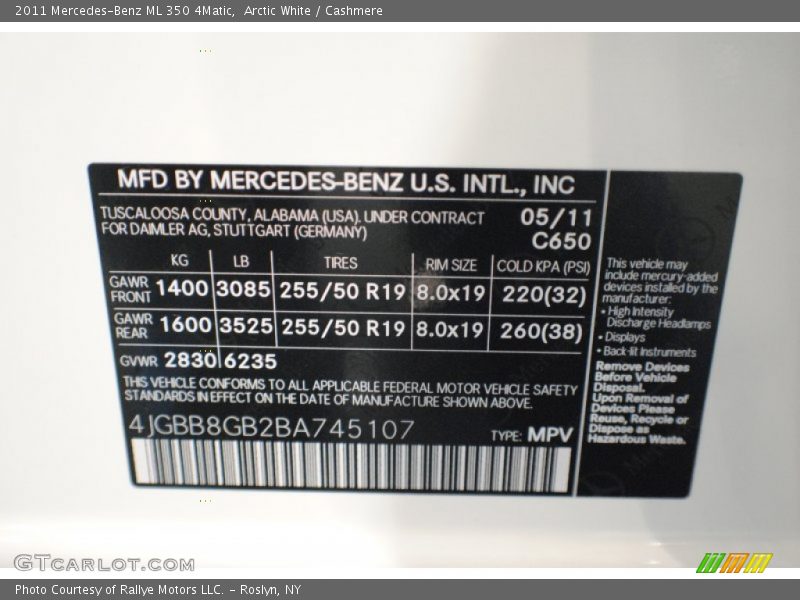 2011 Mercedes-Benz ML 350 4Matic,  Arctic White / Cashmere
MFD BY MERCEDES-BENZ U.S. INTL., INC
TUSCALOOSA COUNTY, ALABAMA (USA), UNDER CONTRACT
FOR DAIMLER AG, STUTTGART (GERMANY)
05/11
C650
KG LB TIRES RIM SIZE COLD KPA (PSI)
GAWR FRONT 1400 3085 255/50 R19 8.0x19 220(32)
GAWR REAR 1600 3525 255/50 R19 8.0x19 260(38)
GVWR 2830 6235
THIS VEHICLE CONFORMS TO ALL APPLICABLE FEDERAL MOTOR VEHICLE SAFETY
STANDARDS IN EFFECT ON THE DATE OF MANUFACTURE SHOWN ABOVE.
4JGBB8GB2BA745107
TYPE: MPV
This vehicle may
include mercury-added
devices installed by the
manufacturer:
• High Intensity
Discharge Headlamps
• Displays
• Back-lit Instruments
Remove Devices
Before Vehicle
Disposal.
Upon Removal of
Devices Please
Reuse, Recycle or
Dispose as
Hazardous Waste.
GTCARLOT.COM
Photo Courtesy of Rallye Motors LLC. - Roslyn, NY